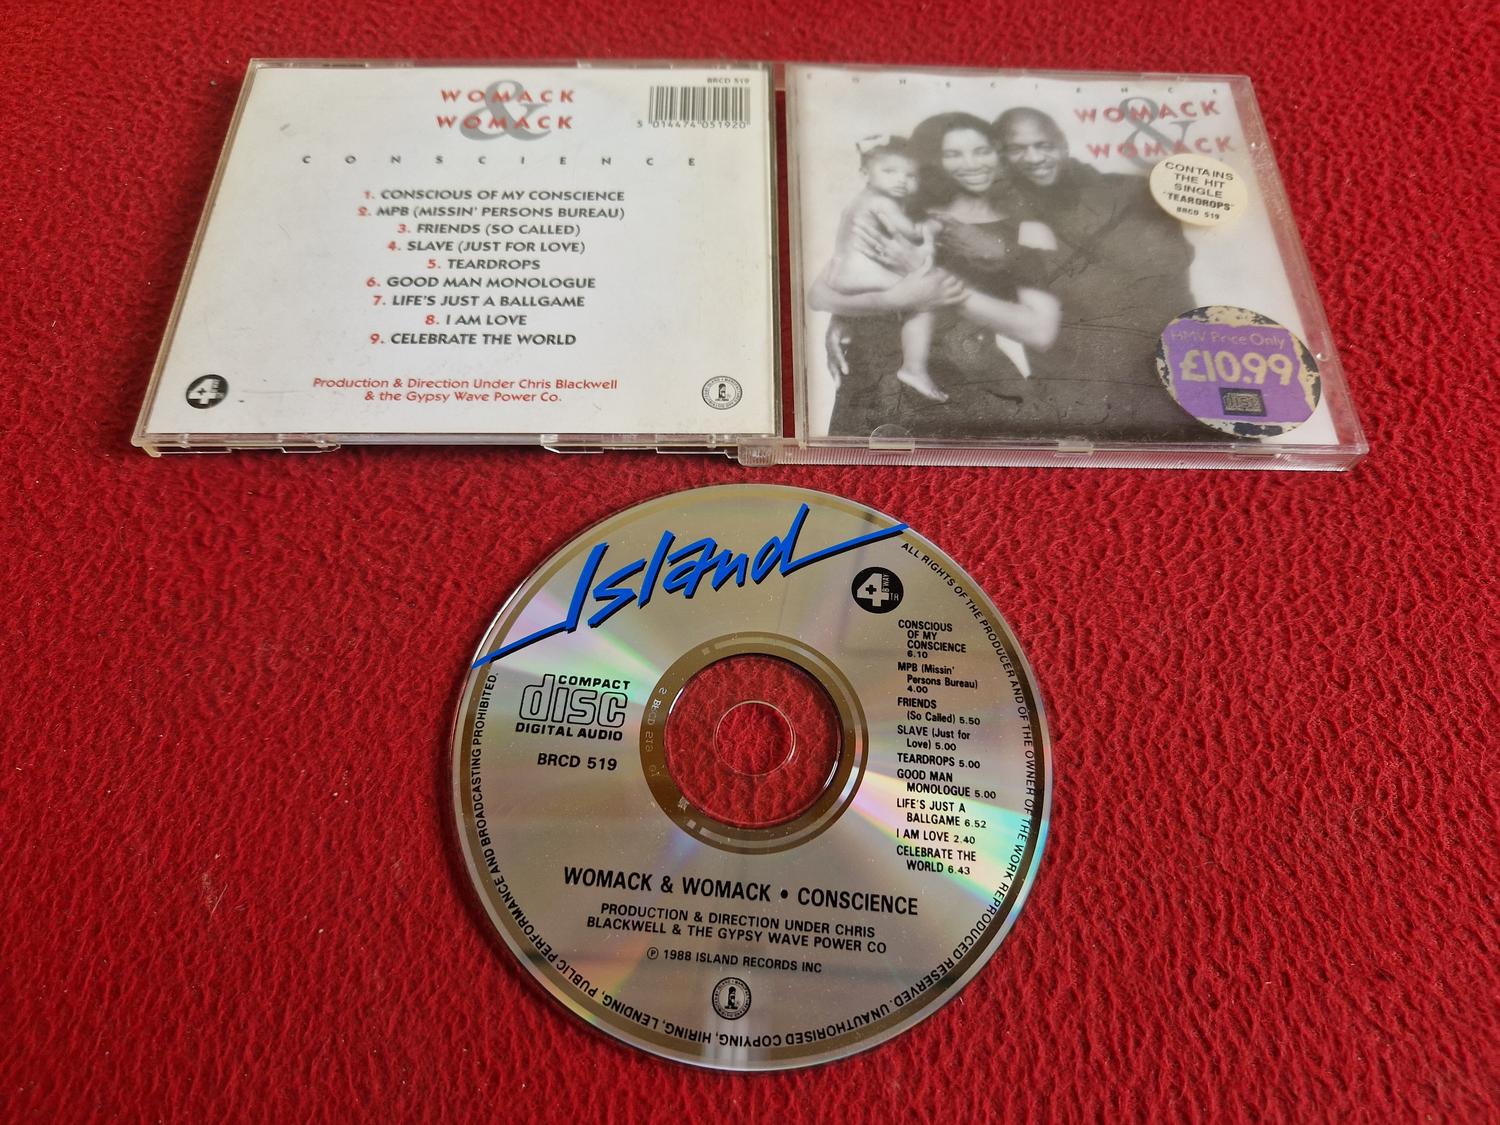 WOMACK
&
WOMACK
BRCD 519
5 014474 051920
CONSCIENCE
1. CONSCIOUS OF MY CONSCIENCE
2. MPB (MISSIN' PERSONS BUREAU)
3. FRIENDS (SO CALLED)
4. SLAVE (JUST FOR LOVE)
5. TEARDROPS
6. GOOD MAN MONOLOGUE
7. LIFE'S JUST A BALLGAME
8. I AM LOVE
9. CELEBRATE THE WORLD
Production & Direction Under Chris Blackwell
& the Gypsy Wave Power Co.
4
CONSCIENCE
WOMACK
&
WOMACK
CONTAINS
THE HIT
SINGLE
"TEARDROPS"
BRCD 519
HMV Price Only
£10.99
disc
Island
4TH
B'WAY
COMPACT
disc
DIGITAL AUDIO
BRCD 519
CONSCIOUS
OF MY
CONSCIENCE
6.10
MPB (Missin'
Persons Bureau)
4.00
FRIENDS
(So Called) 5.50
SLAVE (Just for
Love) 5.00
TEARDROPS 5.00
GOOD MAN
MONOLOGUE 5.00
LIFE'S JUST A
BALLGAME 6.52
I AM LOVE 2.40
CELEBRATE THE
WORLD 6.43
WOMACK & WOMACK • CONSCIENCE
PRODUCTION & DIRECTION UNDER CHRIS
BLACKWELL & THE GYPSY WAVE POWER CO
℗ 1988 ISLAND RECORDS INC
ALL RIGHTS OF THE PRODUCER AND OF THE OWNER OF THE WORK REPRODUCED RESERVED. UNAUTHORISED COPYING, HIRING, LENDING, PUBLIC PERFORMANCE AND BROADCASTING PROHIBITED.